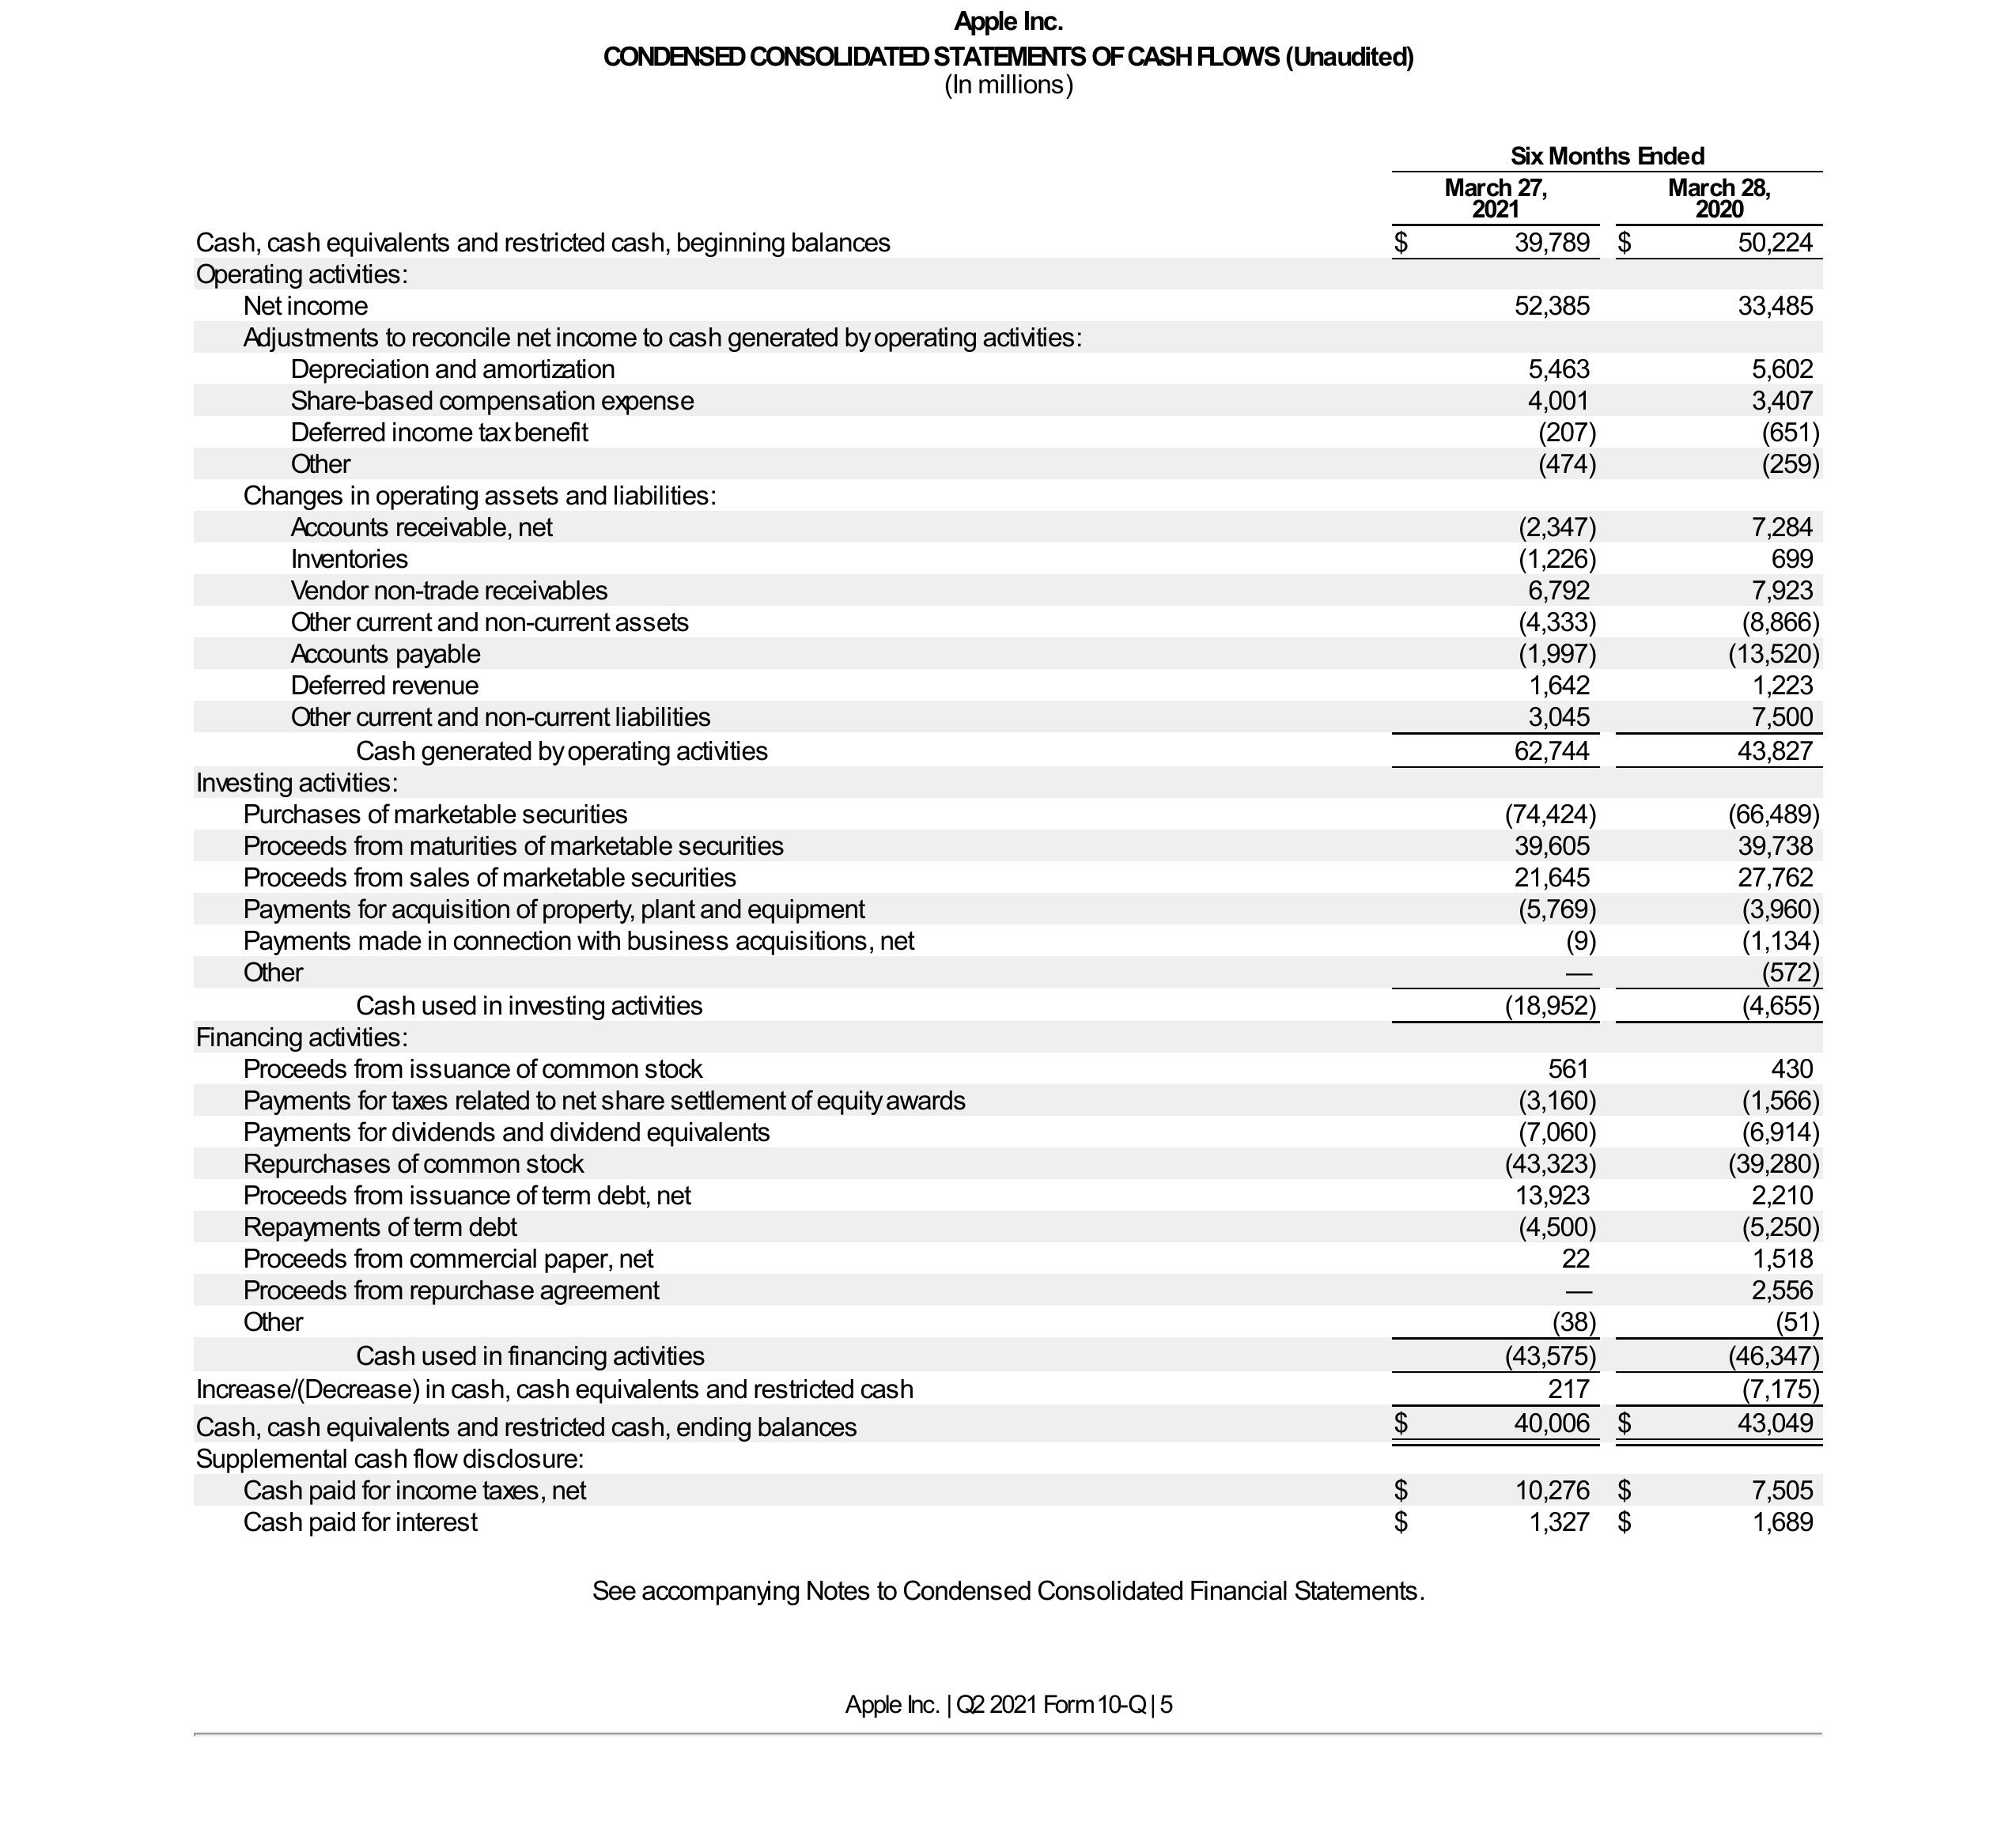 Apple Inc.
CONDENSED CONSOLIDATED STATEMENTS OF CASH FLOWS (Unaudited)
(In millions)
Six Months Ended
March 27, 2021 March 28, 2020
Cash, cash equivalents and restricted cash, beginning balances $ 39,789 $ 50,224
Operating activities:
Net income 52,385 33,485
Adjustments to reconcile net income to cash generated by operating activities:
Depreciation and amortization 5,463 5,602
Share-based compensation expense 4,001 3,407
Deferred income tax benefit (207) (651)
Other (474) (259)
Changes in operating assets and liabilities:
Accounts receivable, net (2,347) 7,284
Inventories (1,226) 699
Vendor non-trade receivables 6,792 7,923
Other current and non-current assets (4,333) (8,866)
Accounts payable (1,997) (13,520)
Deferred revenue 1,642 1,223
Other current and non-current liabilities 3,045 7,500
Cash generated by operating activities 62,744 43,827
Investing activities:
Purchases of marketable securities (74,424) (66,489)
Proceeds from maturities of marketable securities 39,605 39,738
Proceeds from sales of marketable securities 21,645 27,762
Payments for acquisition of property, plant and equipment (5,769) (3,960)
Payments made in connection with business acquisitions, net (9) (1,134)
Other — (572)
Cash used in investing activities (18,952) (4,655)
Financing activities:
Proceeds from issuance of common stock 561 430
Payments for taxes related to net share settlement of equity awards (3,160) (1,566)
Payments for dividends and dividend equivalents (7,060) (6,914)
Repurchases of common stock (43,323) (39,280)
Proceeds from issuance of term debt, net 13,923 2,210
Repayments of term debt (4,500) (5,250)
Proceeds from commercial paper, net 22 1,518
Proceeds from repurchase agreement — 2,556
Other (38) (51)
Cash used in financing activities (43,575) (46,347)
Increase/(Decrease) in cash, cash equivalents and restricted cash 217 (7,175)
Cash, cash equivalents and restricted cash, ending balances $ 40,006 $ 43,049
Supplemental cash flow disclosure:
Cash paid for income taxes, net $ 10,276 $ 7,505
Cash paid for interest $ 1,327 $ 1,689
See accompanying Notes to Condensed Consolidated Financial Statements.
Apple Inc. | Q2 2021 Form 10-Q | 5